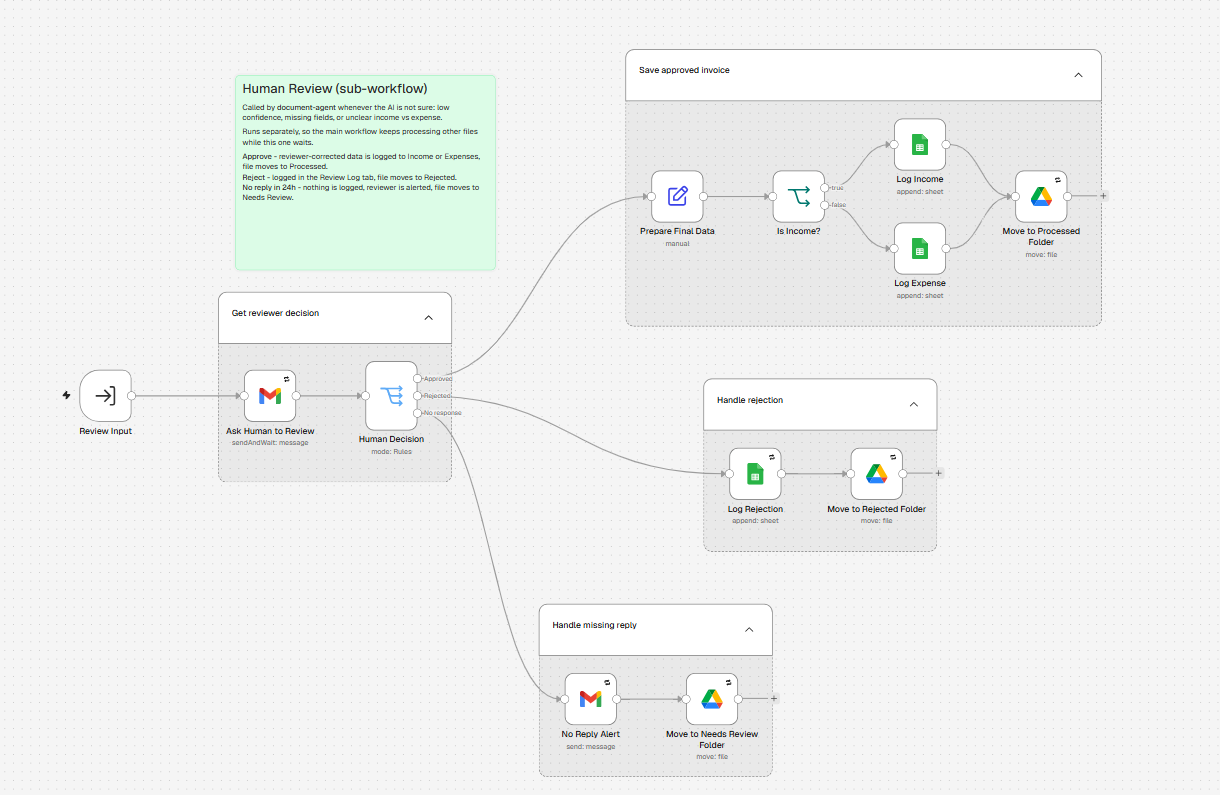 Save approved invoice
Human Review (sub-workflow)
Called by document-agent whenever the AI is not sure: low
confidence, missing fields, or unclear income vs expense.
Runs separately, so the main workflow keeps processing other files
while this one waits.
Approve - reviewer-corrected data is logged to Income or Expenses,
file moves to Processed.
Reject - logged in the Review Log tab, file moves to Rejected.
No reply in 24h - nothing is logged, reviewer is alerted, file moves to
Needs Review.
Log Income
append: sheet
true
false
Prepare Final Data
manual
Is Income?
Move to Processed
Folder
move: file
Log Expense
append: sheet
Get reviewer decision
Approved
Rejected
No response
Review Input
Ask Human to Review
sendAndWait: message
Human Decision
mode: Rules
Handle rejection
Log Rejection
append: sheet
Move to Rejected Folder
move: file
Handle missing reply
No Reply Alert
send: message
Move to Needs Review
Folder
move: file